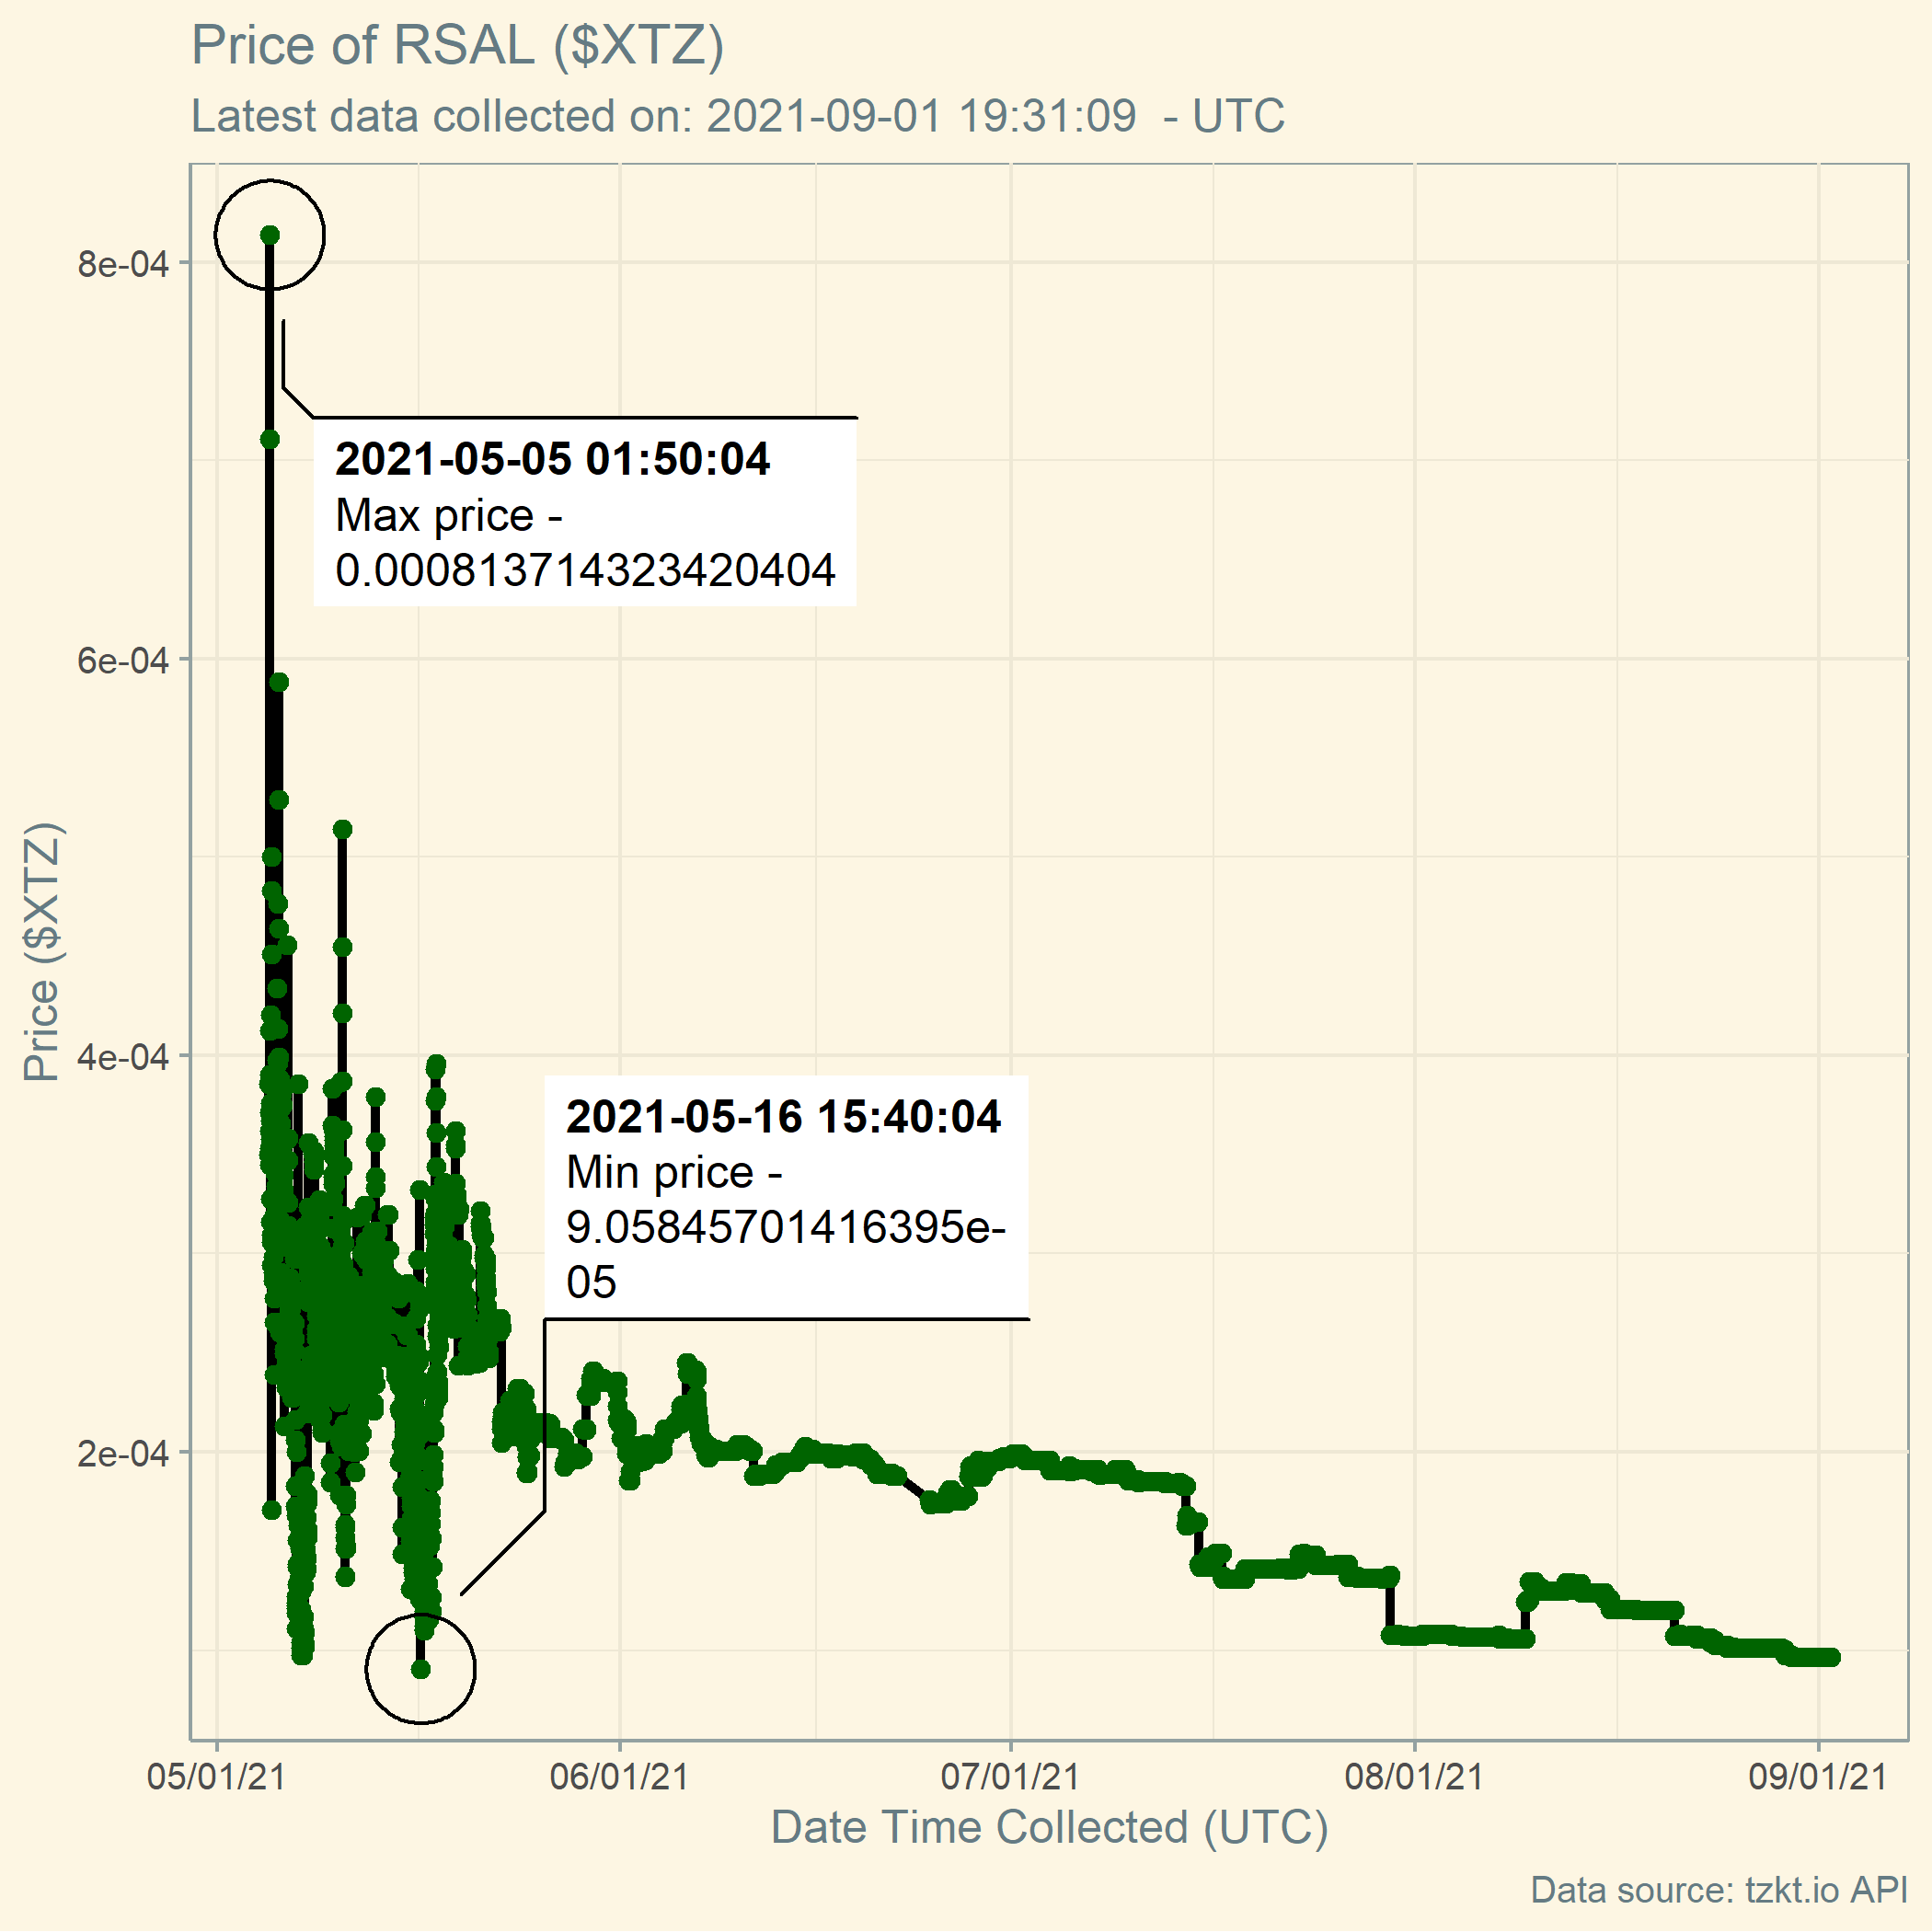 Price of RSAL ($XTZ)
Latest data collected on: 2021-09-01 19:31:09  - UTC
8e-04
6e-04
4e-04
2e-04
Price ($XTZ)
2021-05-05 01:50:04
Max price -
0.000813714323420404
2021-05-16 15:40:04
Min price -
9.05845701416395e-
05
05/01/21
06/01/21
07/01/21
08/01/21
09/01/21
Date Time Collected (UTC)
Data source: tzkt.io API